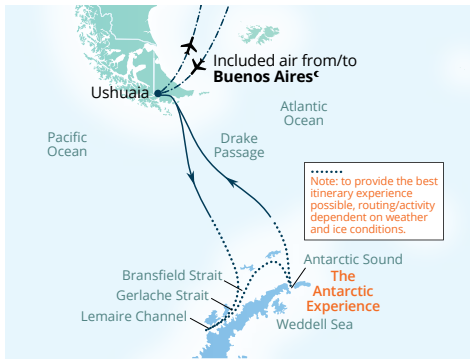 Included air from/to
Buenos Aires ͨ
Ushuaia
Atlantic
Ocean
Pacific
Ocean
Drake
Passage
Note: to provide the best
itinerary experience
possible, routing/activity
dependent on weather
and ice conditions.
Antarctic Sound
Bransfield Strait
The
Antarctic
Experience
Gerlache Strait
Lemaire Channel
Weddell Sea